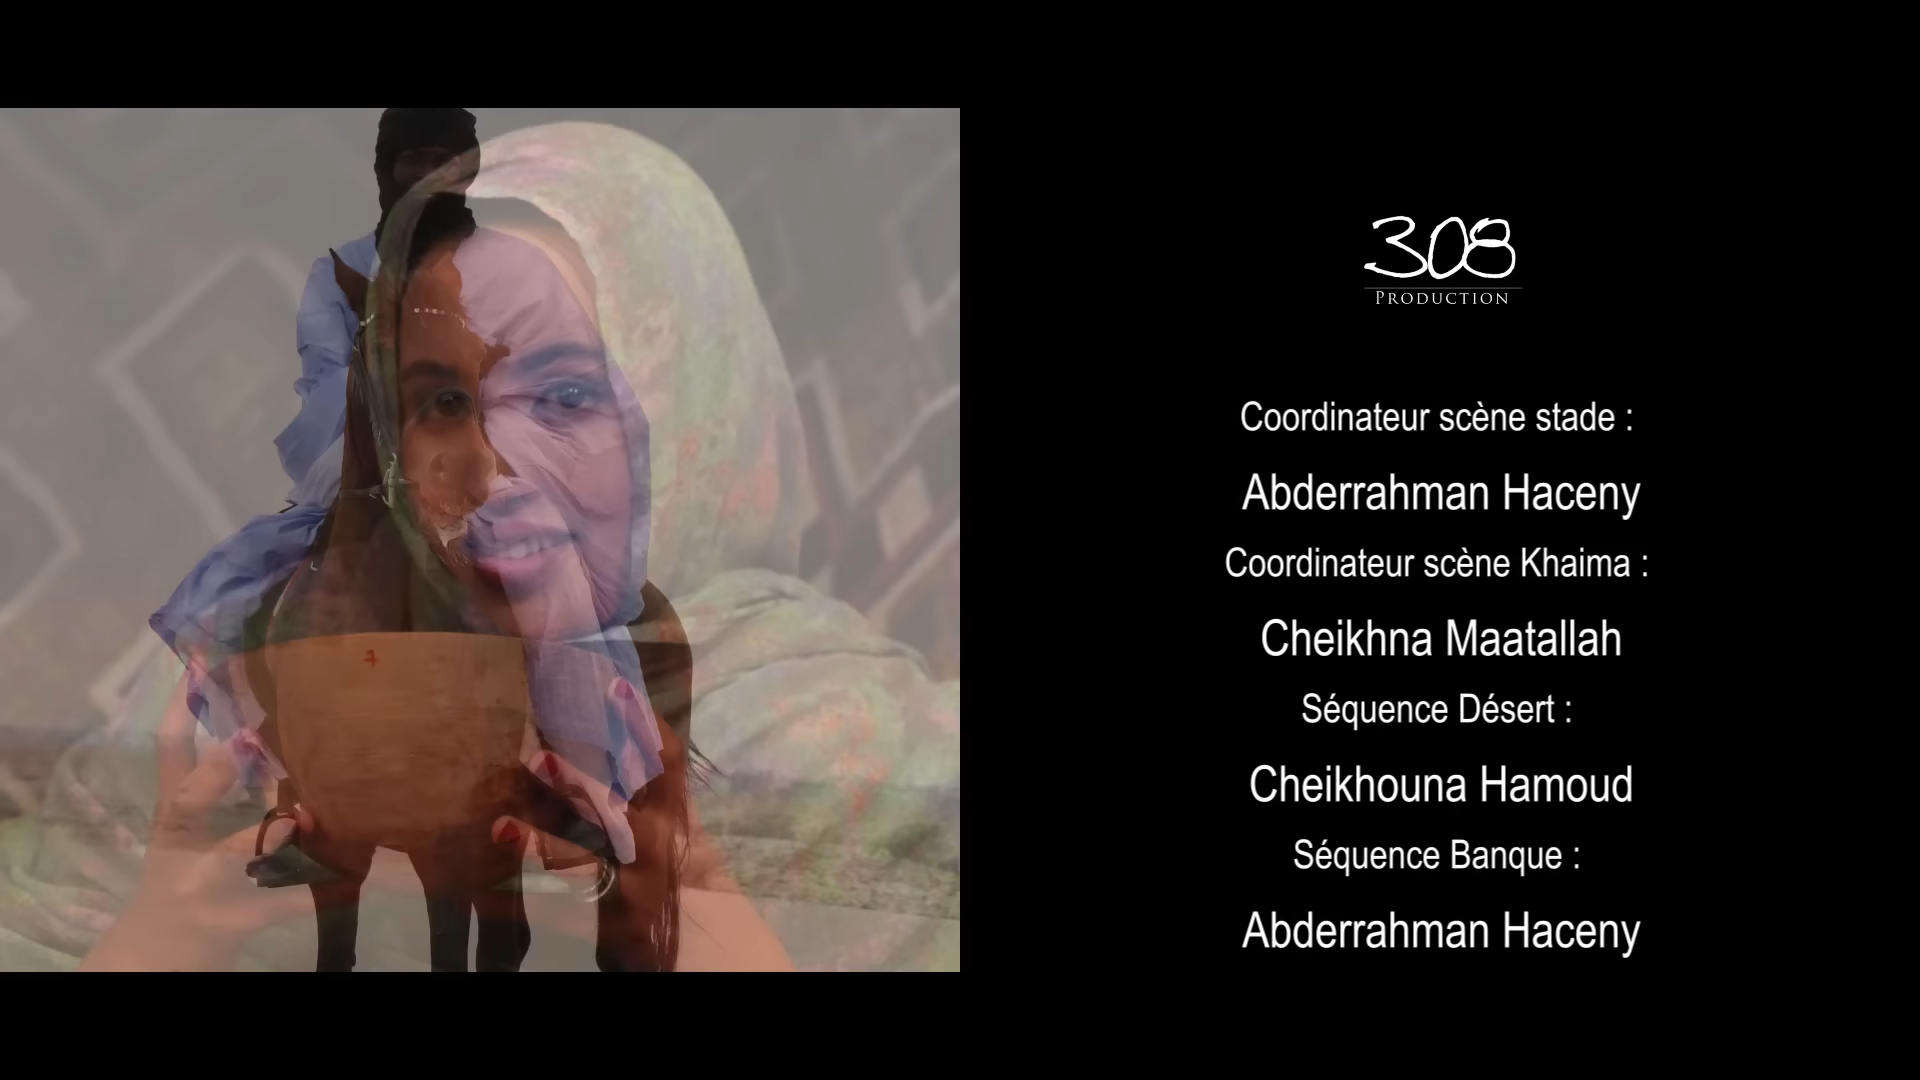 308
PRODUCTION
Coordinateur scène stade :
Abderrahman Haceny
Coordinateur scène Khaima :
Cheikhna Maatallah
Séquence Désert :
Cheikhouna Hamoud
Séquence Banque :
Abderrahman Haceny